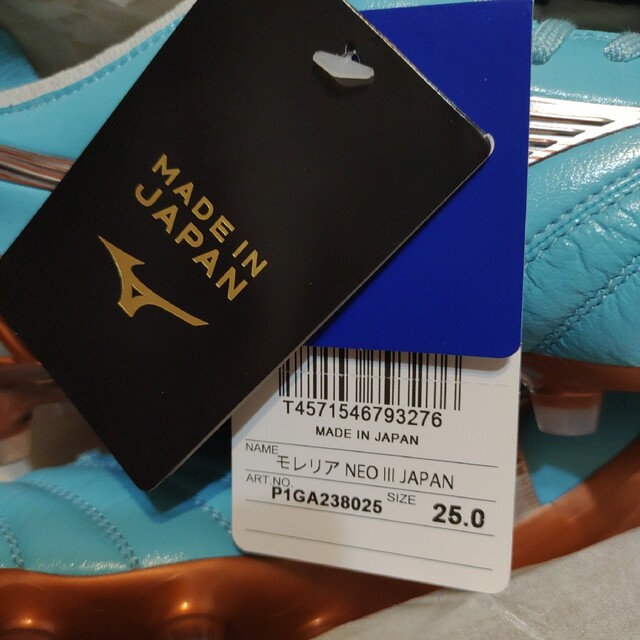 MADE IN
JAPAN
T4571546793276
MADE IN JAPAN
NAME モレリア NEO III JAPAN
ART NO. P1GA238025 SIZE 25.0